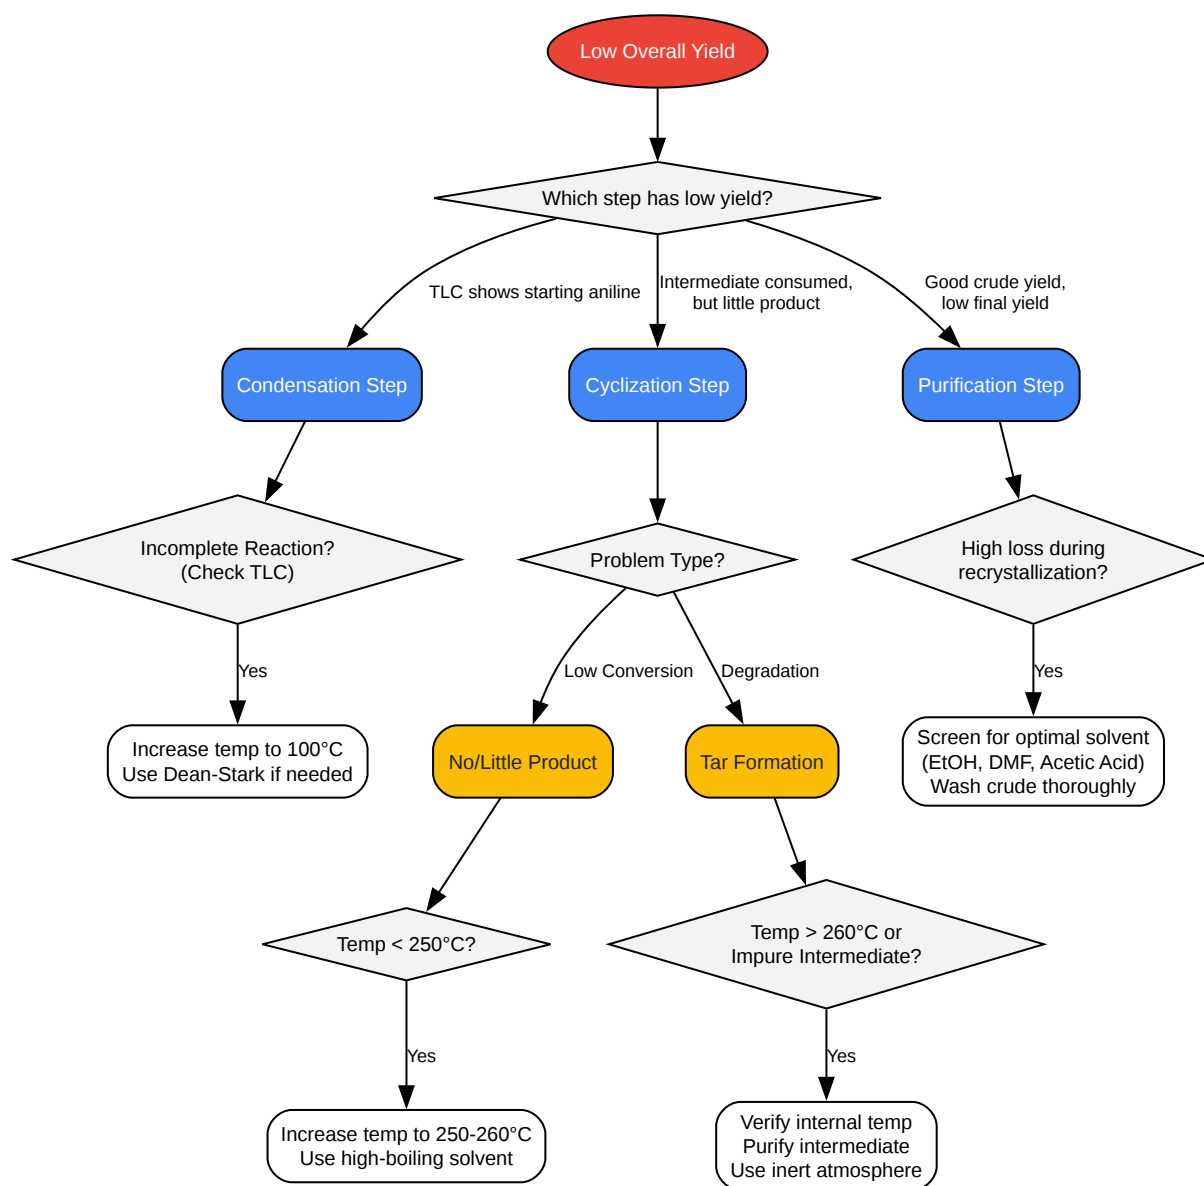 Low Overall Yield
Which step has low yield?
TLC shows starting aniline
Intermediate consumed,
but little product
Good crude yield,
low final yield
Condensation Step
Cyclization Step
Purification Step
Incomplete Reaction?
(Check TLC)
Problem Type?
High loss during
recrystallization?
Yes
Low Conversion
Degradation
Yes
Increase temp to 100°C
Use Dean-Stark if needed
No/Little Product
Tar Formation
Screen for optimal solvent
(EtOH, DMF, Acetic Acid)
Wash crude thoroughly
Temp < 250°C?
Temp > 260°C or
Impure Intermediate?
Yes
Yes
Increase temp to 250-260°C
Use high-boiling solvent
Verify internal temp
Purify intermediate
Use inert atmosphere